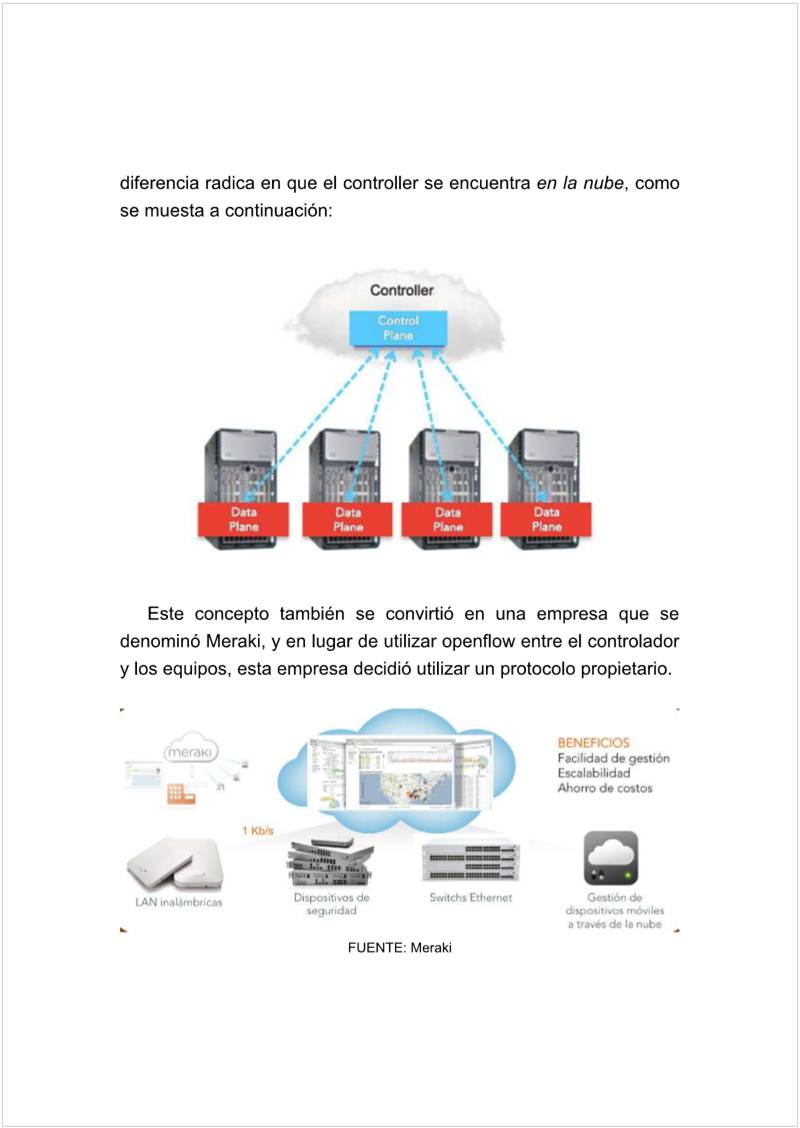 diferencia radica en que el controller se encuentra en la nube, como
se muesta a continuación:
Controller
Control
Plane
Data
Plane
Data
Plane
Data
Plane
Data
Plane
Este concepto también se convirtió en una empresa que se
denominó Meraki, y en lugar de utilizar openflow entre el controlador
y los equipos, esta empresa decidió utilizar un protocolo propietario.
meraki
BENEFICIOS
Facilidad de gestión
Escalabilidad
Ahorro de costos
1 Kb/s
LAN inalámbricas
Dispositivos de
seguridad
Switchs Ethernet
Gestión de
dispositivos móviles
a través de la nube
FUENTE: Meraki